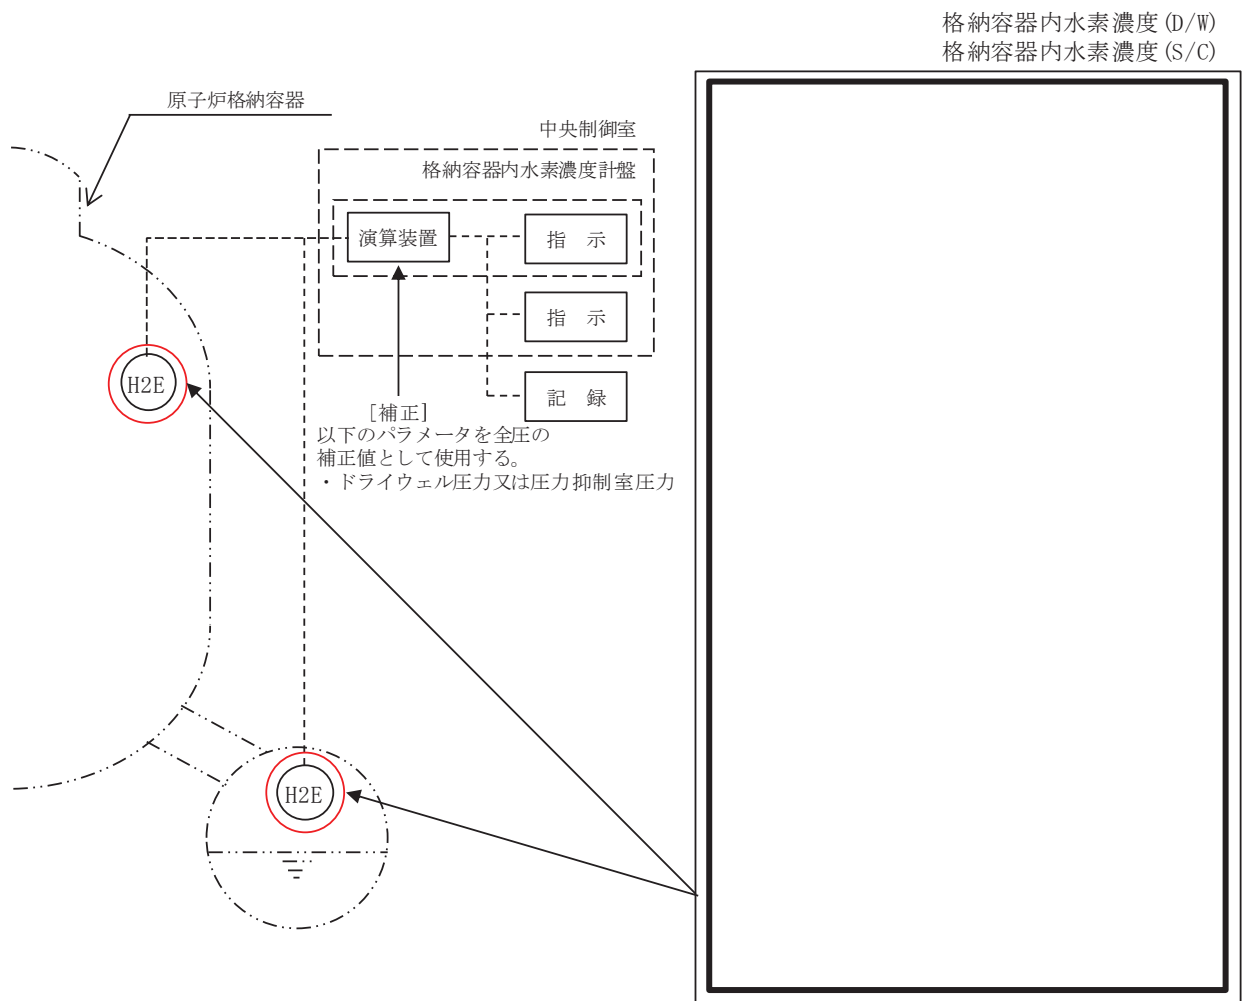 格納容器内水素濃度(D/W)
格納容器内水素濃度(S/C)
原子炉格納容器
中央制御室
格納容器内水素濃度計盤
演算装置
指 示
指 示
記 録
H2E
[補正]
以下のパラメータを全圧の
補正値として使用する。
・ドライウェル圧力又は圧力抑制室圧力
H2E